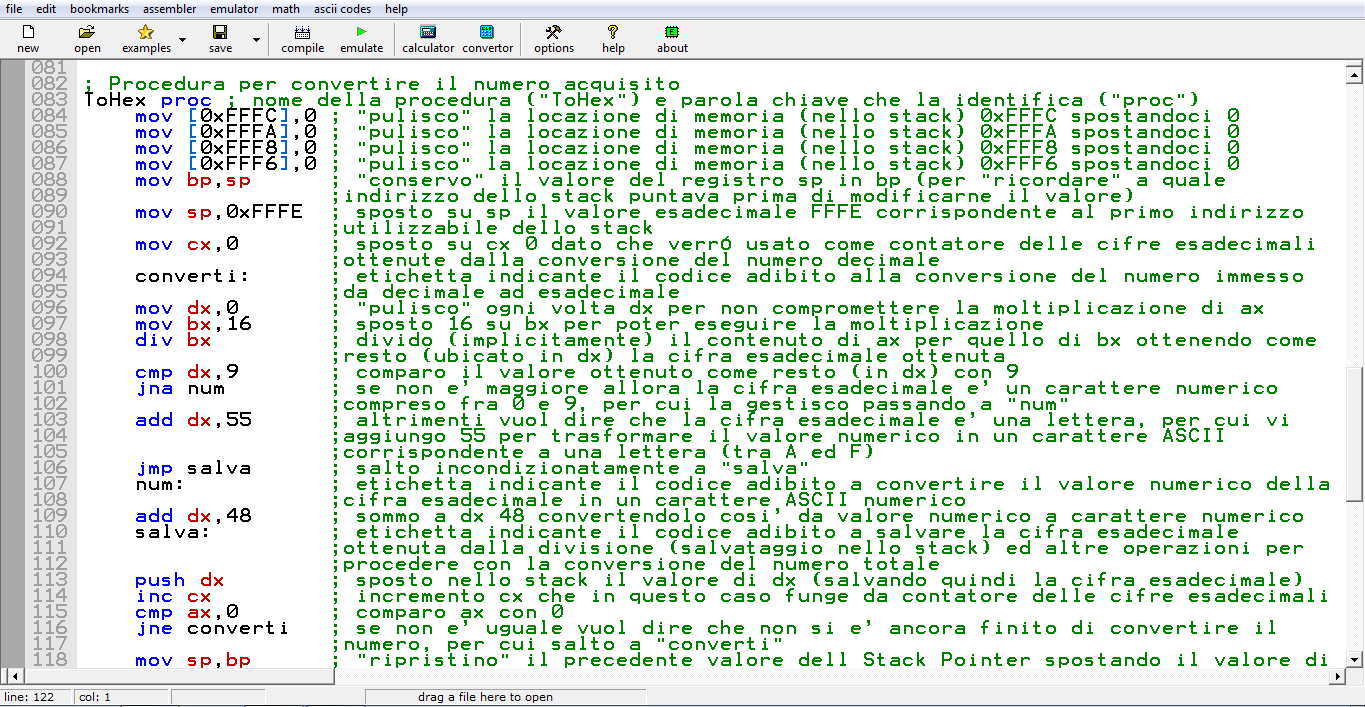 file edit bookmarks assembler emulator math ascii codes help
new open examples save compile emulate calculator convertor options help about
081
082 ; Procedura per convertire il numero acquisito
083 ToHex proc ; nome della procedura ("ToHex") e parola chiave che la identifica ("proc")
084 mov [0xFFFC],0 ; "pulisco" la locazione di memoria (nello stack) 0xFFFC spostandoci 0
085 mov [0xFFFA],0 ; "pulisco" la locazione di memoria (nello stack) 0xFFFA spostandoci 0
086 mov [0xFFF8],0 ; "pulisco" la locazione di memoria (nello stack) 0xFFF8 spostandoci 0
087 mov [0xFFF6],0 ; "pulisco" la locazione di memoria (nello stack) 0xFFF6 spostandoci 0
088 mov bp,sp ; "conservo" il valore del registro sp in bp (per "ricordare" a quale
089 ;indirizzo dello stack puntava prima di modificarne il valore)
090 mov sp,0xFFFE ; sposto su sp il valore esadecimale FFFE corrispondente al primo indirizzo
091 ;utilizzabile dello stack
092 mov cx,0 ; sposto su cx 0 dato che verró usato come contatore delle cifre esadecimali
093 ;ottenute dalla conversione del numero decimale
094 converti: ; etichetta indicante il codice adibito alla conversione del numero immesso
095 ;da decimale ad esadecimale
096 mov dx,0 ; "pulisco" ogni volta dx per non compromettere la moltiplicazione di ax
097 mov bx,16 ; sposto 16 su bx per poter eseguire la moltiplicazione
098 div bx ; divido (implicitamente) il contenuto di ax per quello di bx ottenendo come
099 ;resto (ubicato in dx) la cifra esadecimale ottenuta
100 cmp dx,9 ; comparo il valore ottenuto come resto (in dx) con 9
101 jna num ; se non e' maggiore allora la cifra esadecimale e' un carattere numerico
102 ;compreso fra 0 e 9, per cui la gestisco passando a "num"
103 add dx,55 ; altrimenti vuol dire che la cifra esadecimale e' una lettera, per cui vi
104 ;aggiungo 55 per trasformare il valore numerico in un carattere ASCII
105 ;corrispondente a una lettera (tra A ed F)
106 jmp salva ; salto incondizionatamente a "salva"
107 num: ; etichetta indicante il codice adibito a convertire il valore numerico della
108 ;cifra esadecimale in un carattere ASCII numerico
109 add dx,48 ; sommo a dx 48 convertendolo cosi' da valore numerico a carattere numerico
110 salva: ; etichetta indicante il codice adibito a salvare la cifra esadecimale
111 ;ottenuta dalla divisione (salvataggio nello stack) ed altre operazioni per
112 ;procedere con la conversione del numero totale
113 push dx ; sposto nello stack il valore di dx (salvando quindi la cifra esadecimale)
114 inc cx ; incremento cx che in questo caso funge da contatore delle cifre esadecimali
115 cmp ax,0 ; comparo ax con 0
116 jne converti ; se non e' uguale vuol dire che non si e' ancora finito di convertire il
117 ;numero, per cui salto a "converti"
118 mov sp,bp ; "ripristino" il precedente valore dell Stack Pointer spostando il valore di
line: 122 col: 1 drag a file here to open